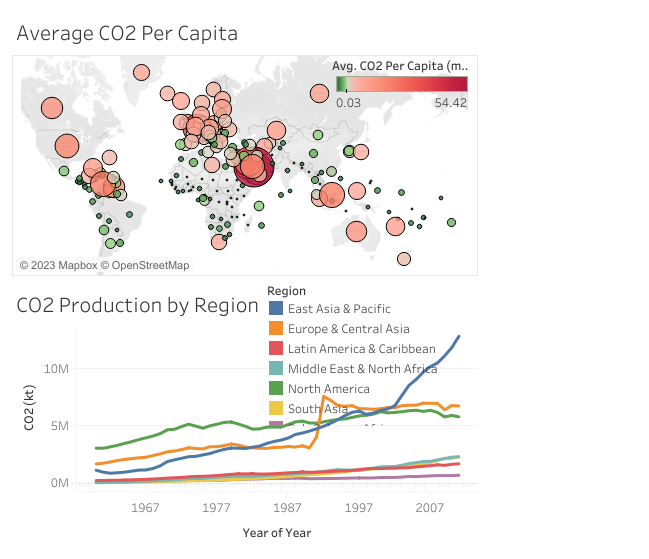 Average CO2 Per Capita
Avg. CO2 Per Capita (m..
0.03 54.42
© 2023 Mapbox © OpenStreetMap
CO2 Production by Region
Region
East Asia & Pacific
Europe & Central Asia
Latin America & Caribbean
Middle East & North Africa
North America
South Asia
10M
5M
0M
CO2 (kt)
1967 1977 1987 1997 2007
Year of Year